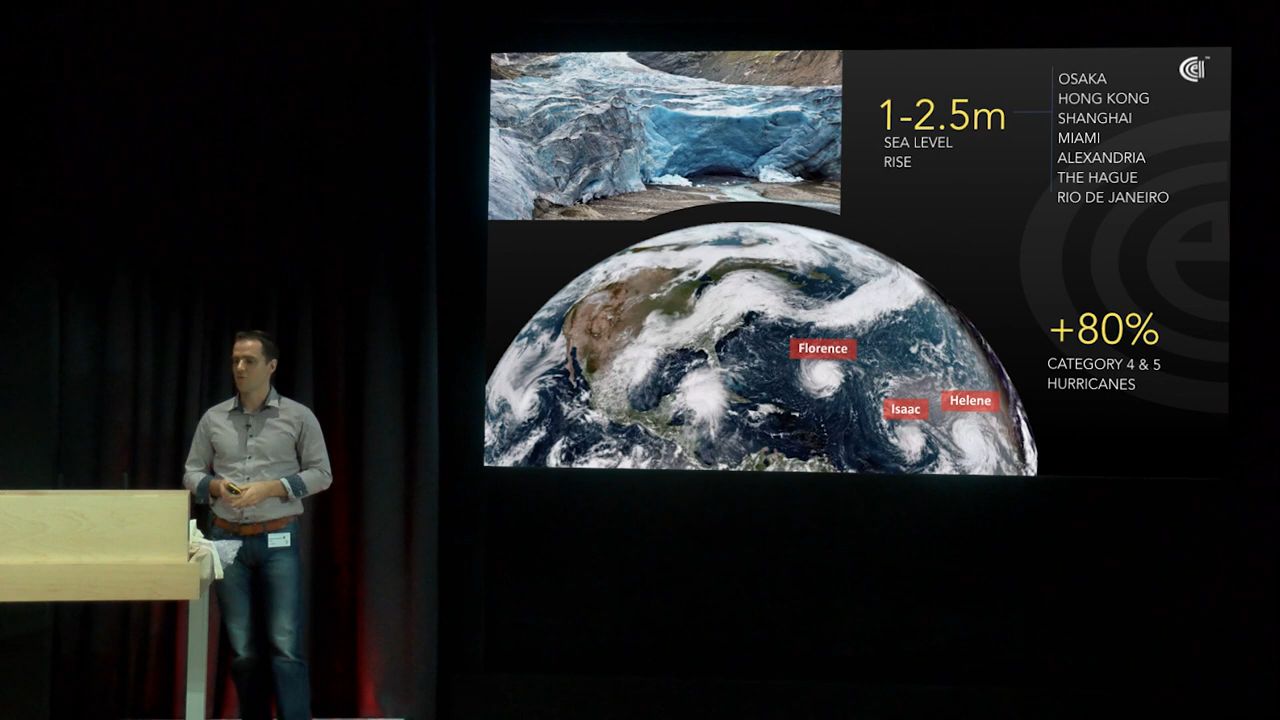 1-2.5m
SEA LEVEL
RISE
OSAKA
HONG KONG
SHANGHAI
MIAMI
ALEXANDRIA
THE HAGUE
RIO DE JANEIRO
Florence
Isaac
Helene
+80%
CATEGORY 4 & 5
HURRICANES